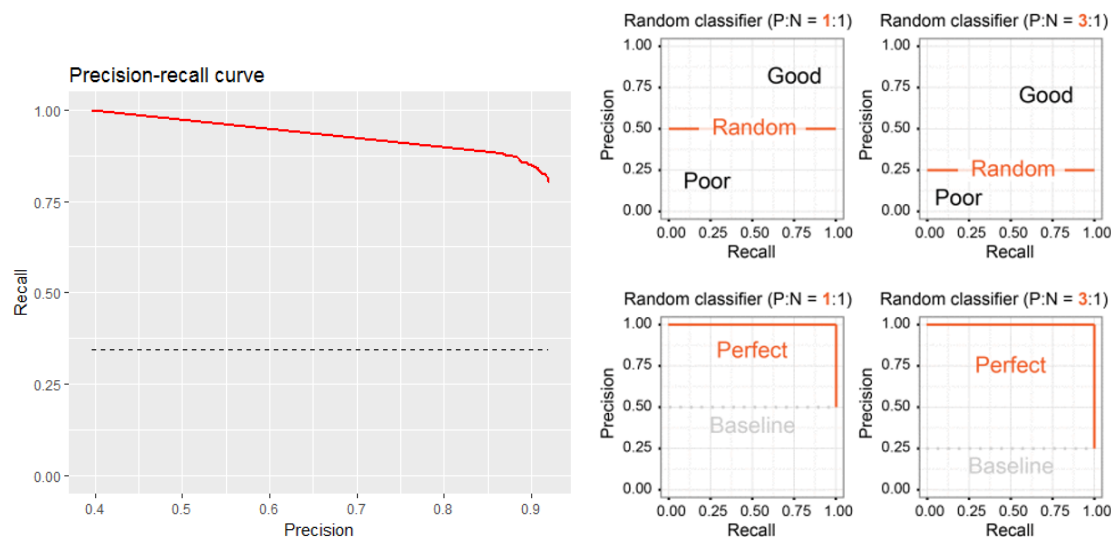 Precision-recall curve
Recall
1.00
0.75
0.50
0.25
0.00
0.4 0.5 0.6 0.7 0.8 0.9
Precision
Random classifier (P:N = 1:1)
Precision
1.00
0.75
0.50
0.25
0.00
Good
Random
Poor
0.00 0.25 0.50 0.75 1.00
Recall
Random classifier (P:N = 3:1)
Precision
1.00
0.75
0.50
0.25
0.00
Good
Random
Poor
0.00 0.25 0.50 0.75 1.00
Recall
Random classifier (P:N = 1:1)
Precision
1.00
0.75
0.50
0.25
0.00
Perfect
Baseline
0.00 0.25 0.50 0.75 1.00
Recall
Random classifier (P:N = 3:1)
Precision
1.00
0.75
0.50
0.25
0.00
Perfect
Baseline
0.00 0.25 0.50 0.75 1.00
Recall